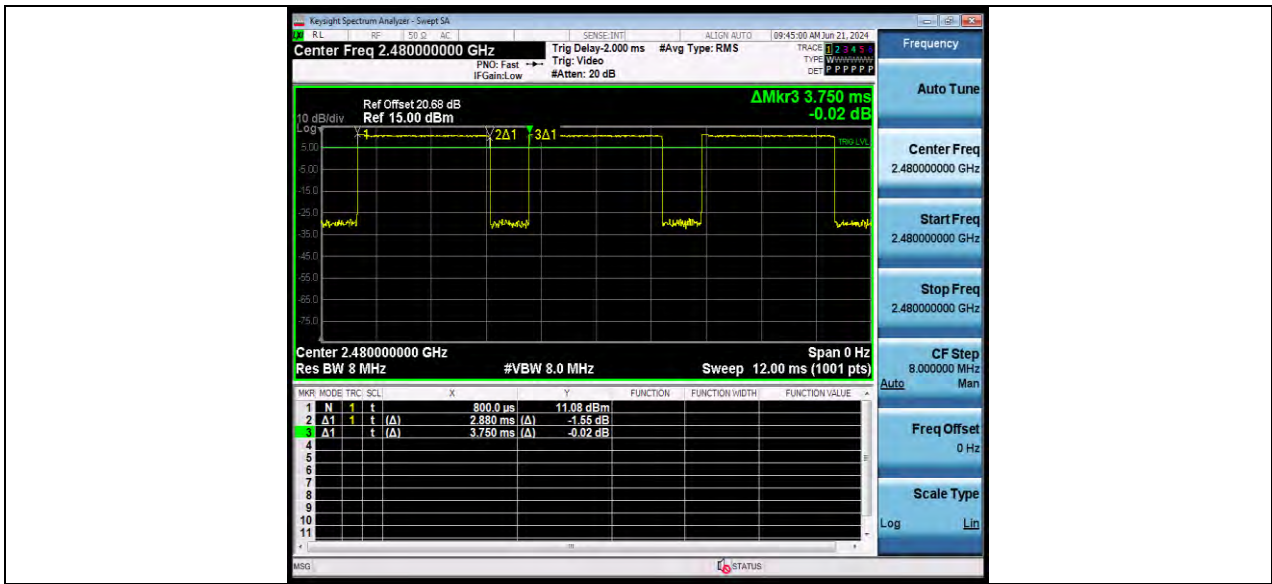 Keysight Spectrum Analyzer - Swept SA
RL RF 50 Ω AC SENSE:INT ALIGN AUTO 09:45:00 AM Jun 21, 2024
Center Freq 2.480000000 GHz
Trig Delay-2.000 ms #Avg Type: RMS
TRACE 1 2 3 4 5 6
PNO: Fast Trig: Video
TYPE WWWWWW
IFGain:Low #Atten: 20 dB
DET P P P P P P
ΔMkr3 3.750 ms
-0.02 dB
Ref Offset 20.68 dB
10 dB/div Ref 15.00 dBm
Log
1 2Δ1 3Δ1
TRIG LVL
5.00
-5.00
-15.0
-25.0
-35.0
-45.0
-55.0
-65.0
-75.0
Center 2.480000000 GHz Span 0 Hz
Res BW 8 MHz #VBW 8.0 MHz Sweep 12.00 ms (1001 pts)
MKR MODE TRC SCL X Y FUNCTION FUNCTION WIDTH FUNCTION VALUE
1 N 1 t 800.0 µs 11.08 dBm
2 Δ1 1 t (Δ) 2.880 ms (Δ) -1.55 dB
3 Δ1 t (Δ) 3.750 ms (Δ) -0.02 dB
4
5
6
7
8
9
10
11
MSG STATUS
Frequency
Auto Tune
Center Freq
2.480000000 GHz
Start Freq
2.480000000 GHz
Stop Freq
2.480000000 GHz
CF Step
8.000000 MHz
Auto Man
Freq Offset
0 Hz
Scale Type
Log Lin